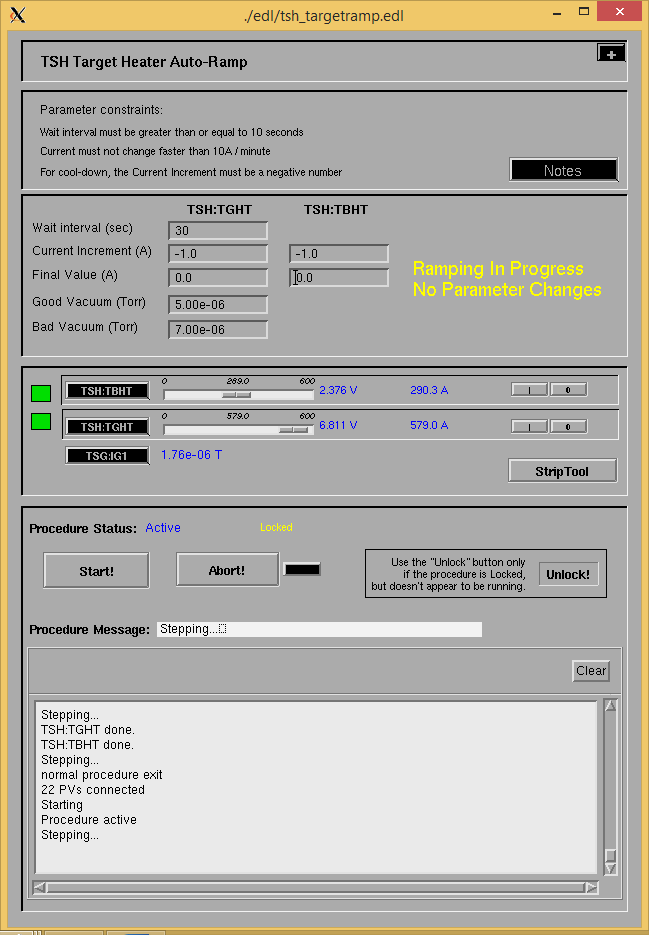 ./edl/tsh_targetramp.edl
TSH Target Heater Auto-Ramp
+
Parameter constraints:
Wait interval must be greater than or equal to 10 seconds
Current must not change faster than 10A / minute
For cool-down, the Current Increment must be a negative number
Notes
TSH:TGHT TSH:TBHT
Wait interval (sec) 30
Current Increment (A) -1.0 -1.0
Final Value (A) 0.0 0.0
Ramping In Progress
No Parameter Changes
Good Vacuum (Torr) 5.00e-06
Bad Vacuum (Torr) 7.00e-06
0 289.0 600
TSH:TBHT 2.376 V 290.3 A I 0
0 579.0 600
TSH:TGHT 6.811 V 579.0 A I 0
TSG:IG1 1.76e-06 T
StripTool
Procedure Status: Active Locked
Start! Abort!
Use the "Unlock" button only
if the procedure is Locked,
but doesn't appear to be running.
Unlock!
Procedure Message: Stepping...
Clear
Stepping...
TSH:TGHT done.
TSH:TBHT done.
Stepping...
normal procedure exit
22 PVs connected
Starting
Procedure active
Stepping...